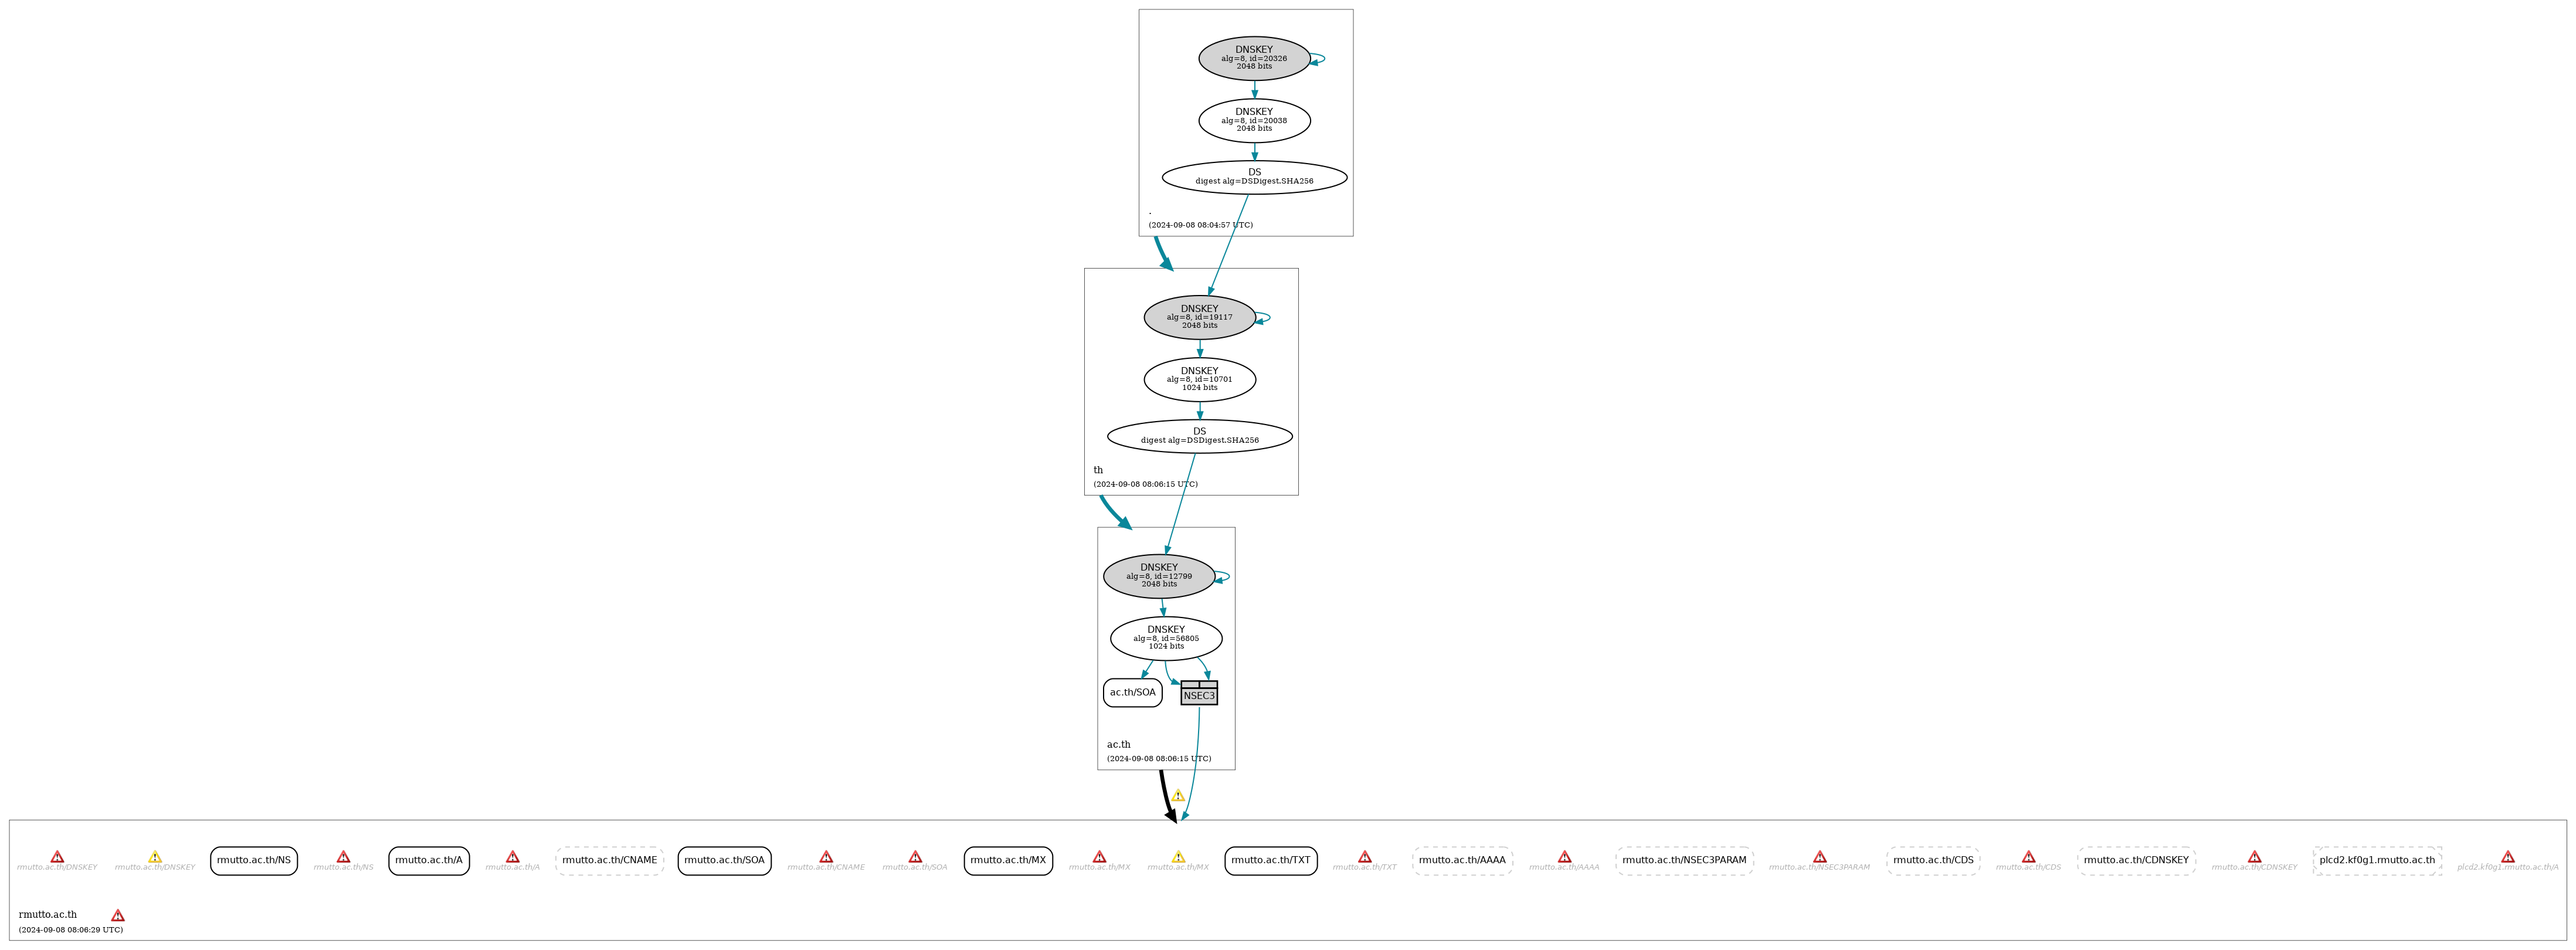 DNSKEY
alg=8, id=20326
2048 bits
DNSKEY
alg=8, id=20038
2048 bits
DS
digest alg=DSDigest.SHA256
.
(2024-09-08 08:04:57 UTC)
DNSKEY
alg=8, id=19117
2048 bits
DNSKEY
alg=8, id=10701
1024 bits
DS
digest alg=DSDigest.SHA256
th
(2024-09-08 08:06:15 UTC)
DNSKEY
alg=8, id=12799
2048 bits
DNSKEY
alg=8, id=56805
1024 bits
ac.th/SOA
NSEC3
ac.th
(2024-09-08 08:06:15 UTC)
rmutto.ac.th/DNSKEY
rmutto.ac.th/DNSKEY
rmutto.ac.th/NS
rmutto.ac.th/NS
rmutto.ac.th/A
rmutto.ac.th/A
rmutto.ac.th/CNAME
rmutto.ac.th/SOA
rmutto.ac.th/CNAME
rmutto.ac.th/SOA
rmutto.ac.th/MX
rmutto.ac.th/MX
rmutto.ac.th/MX
rmutto.ac.th/TXT
rmutto.ac.th/TXT
rmutto.ac.th/AAAA
rmutto.ac.th/AAAA
rmutto.ac.th/NSEC3PARAM
rmutto.ac.th/NSEC3PARAM
rmutto.ac.th/CDS
rmutto.ac.th/CDS
rmutto.ac.th/CDNSKEY
rmutto.ac.th/CDNSKEY
plcd2.kf0g1.rmutto.ac.th
plcd2.kf0g1.rmutto.ac.th/A
rmutto.ac.th
(2024-09-08 08:06:29 UTC)